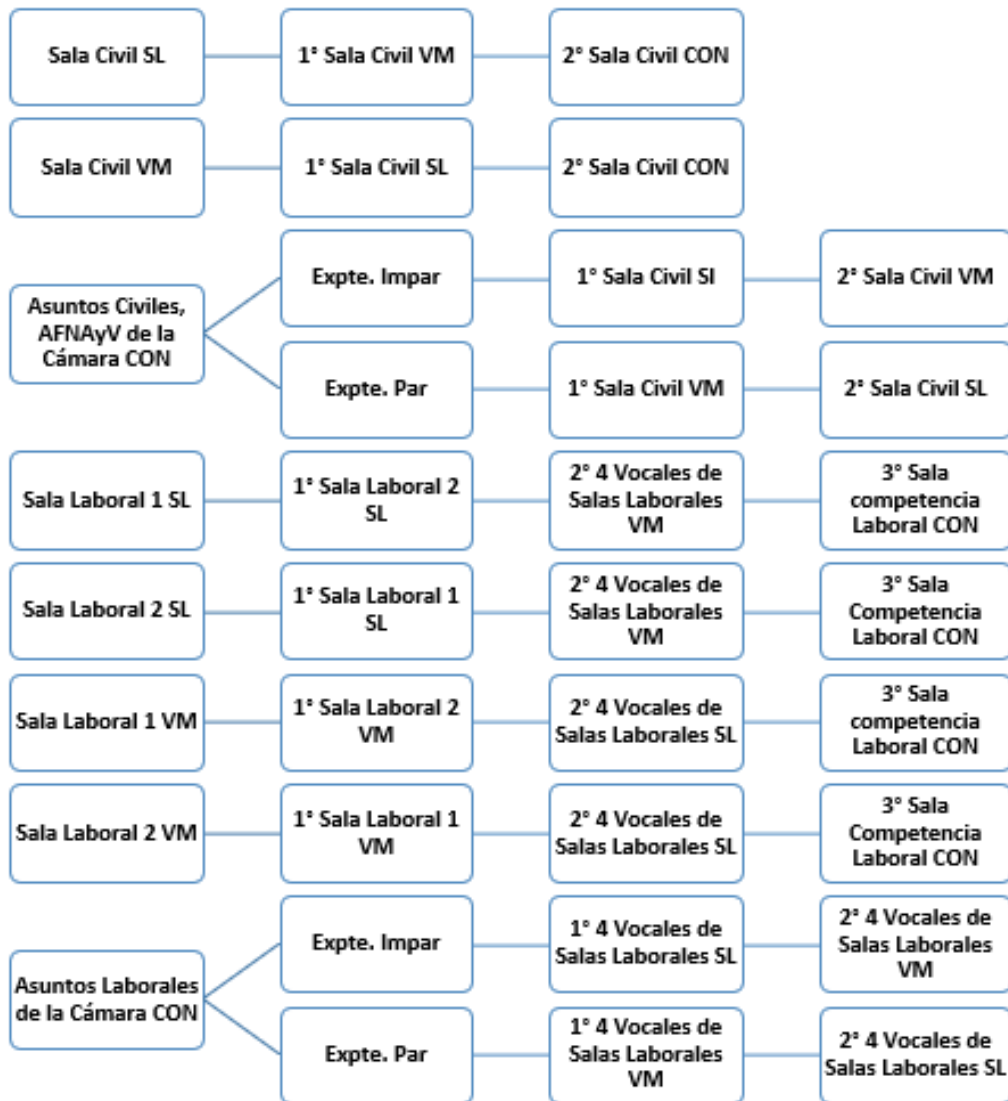 Sala Civil SL
1° Sala Civil VM
2° Sala Civil CON
Sala Civil VM
1° Sala Civil SL
2° Sala Civil CON
Asuntos Civiles,
AFNAyV de la
Cámara CON
Expte. Impar
1° Sala Civil SI
2° Sala Civil VM
Expte. Par
1° Sala Civil VM
2° Sala Civil SL
Sala Laboral 1 SL
1° Sala Laboral 2
SL
2° 4 Vocales de
Salas Laborales
VM
3° Sala
competencia
Laboral CON
Sala Laboral 2 SL
1° Sala Laboral 1
SL
2° 4 Vocales de
Salas Laborales
VM
3° Sala
Competencia
Laboral CON
Sala Laboral 1 VM
1° Sala Laboral 2
VM
2° 4 Vocales de
Salas Laborales SL
3° Sala
competencia
Laboral CON
Sala Laboral 2 VM
1° Sala Laboral 1
VM
2° 4 Vocales de
Salas Laborales SL
3° Sala
Competencia
Laboral CON
Asuntos Laborales
de la Cámara CON
Expte. Impar
1° 4 Vocales de
Salas Laborales SL
2° 4 Vocales de
Salas Laborales
VM
Expte. Par
1° 4 Vocales de
Salas Laborales
VM
2° 4 Vocales de
Salas Laborales SL